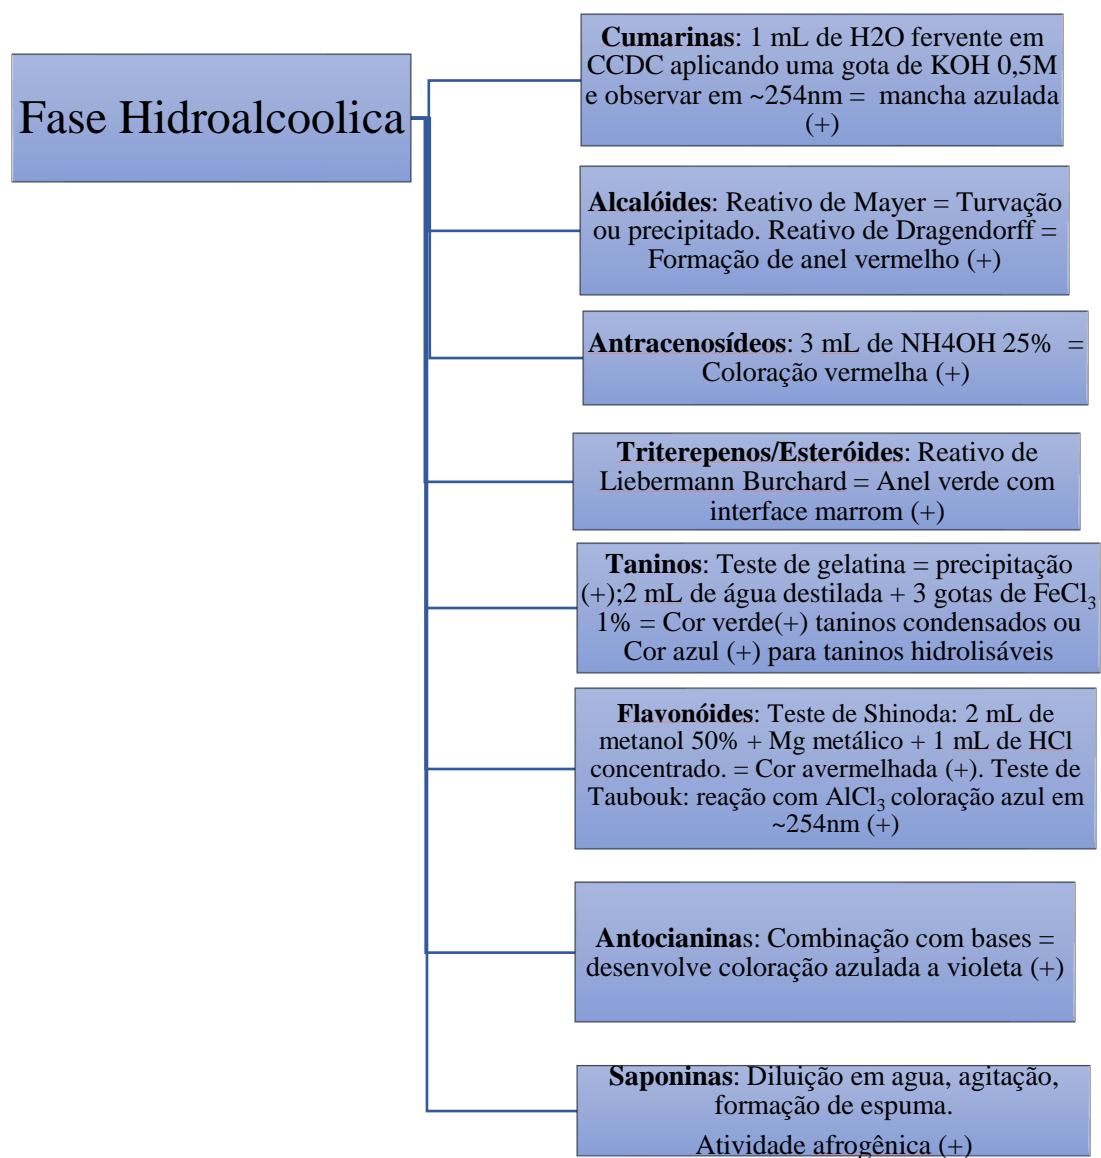 Fase Hidroalcoolica
Cumarinas: 1 mL de H2O fervente em
CCDC aplicando uma gota de KOH 0,5M
e observar em ~254nm = mancha azulada
(+)
Alcalóides: Reativo de Mayer = Turvação
ou precipitado. Reativo de Dragendorff =
Formação de anel vermelho (+)
Antracenosídeos: 3 mL de NH4OH 25% =
Coloração vermelha (+)
Triterepenos/Esteróides: Reativo de
Liebermann Burchard = Anel verde com
interface marrom (+)
Taninos: Teste de gelatina = precipitação
(+);2 mL de água destilada + 3 gotas de FeCl₃
1% = Cor verde(+) taninos condensados ou
Cor azul (+) para taninos hidrolisáveis
Flavonóides: Teste de Shinoda: 2 mL de
metanol 50% + Mg metálico + 1 mL de HCl
concentrado. = Cor avermelhada (+). Teste de
Taubouk: reação com AlCl₃ coloração azul em
~254nm (+)
Antocianinas: Combinação com bases =
desenvolve coloração azulada a violeta (+)
Saponinas: Diluição em agua, agitação,
formação de espuma.
Atividade afrogênica (+)